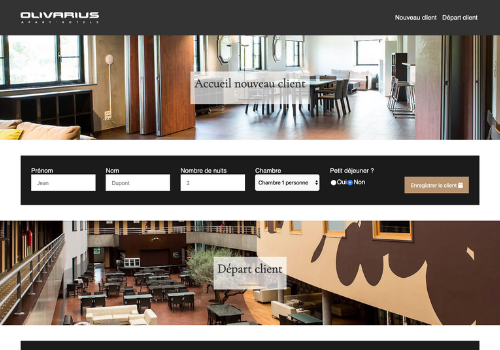 OLIVARIUS
APART'HOTELS
Nouveau client Départ client
Accueil nouveau client
Prénom Nom Nombre de nuits Chambre Petit déjeuner ?
Jean Dupont 2 Chambre 1 personne Oui Non Enregistrer le client
Départ client